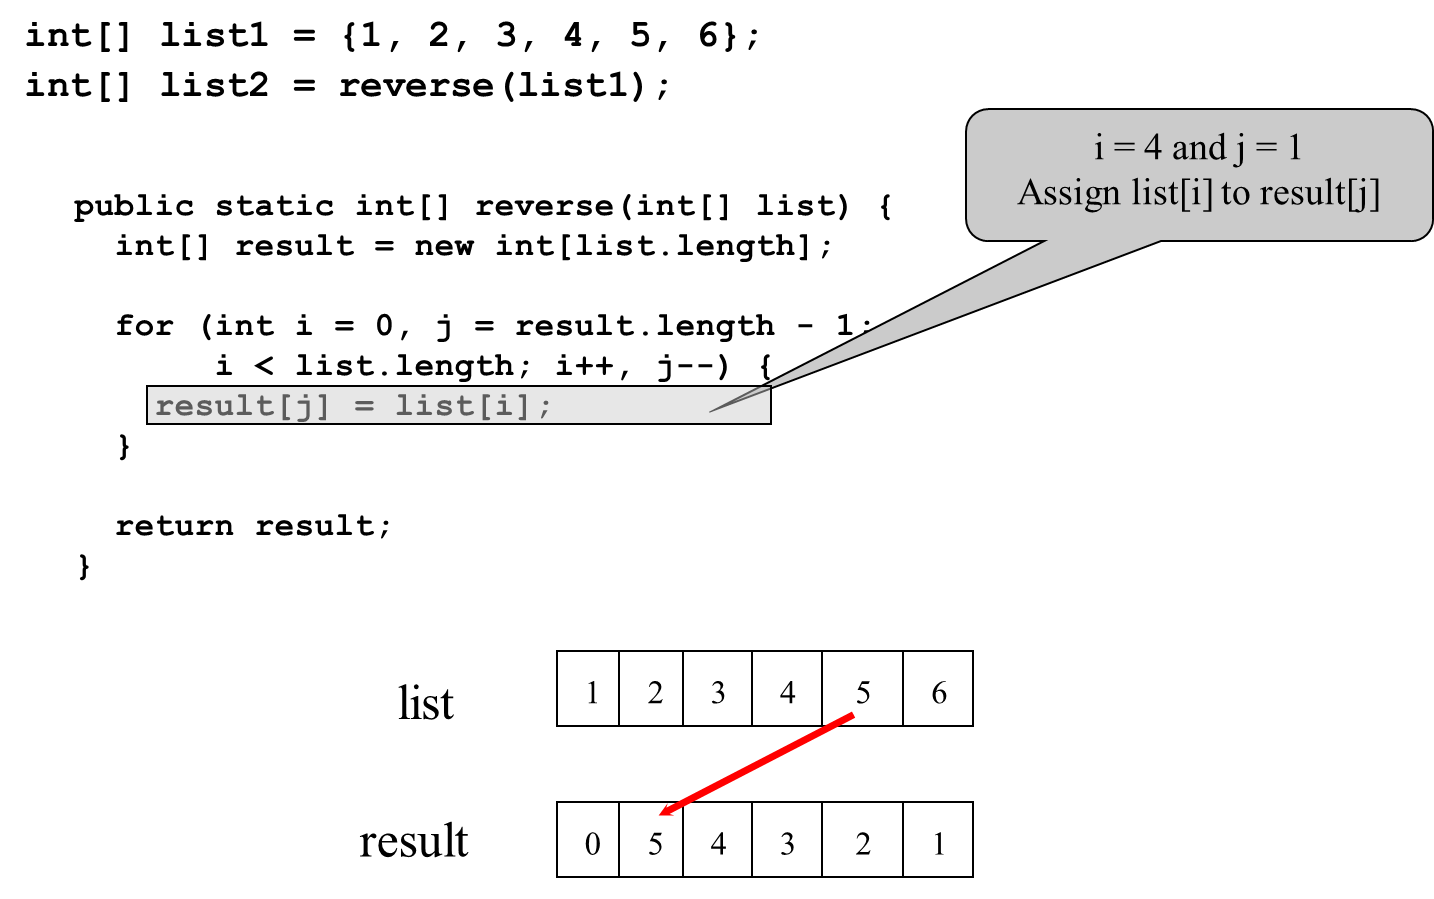 int[] list1 = {1, 2, 3, 4, 5, 6};
int[] list2 = reverse(list1);
i = 4 and j = 1
Assign list[i] to result[j]
public static int[] reverse(int[] list) {
int[] result = new int[list.length];
for (int i = 0, j = result.length - 1;
i < list.length; i++, j--) {
result[j] = list[i];
}
return result;
}
list 1 2 3 4 5 6
result 0 5 4 3 2 1